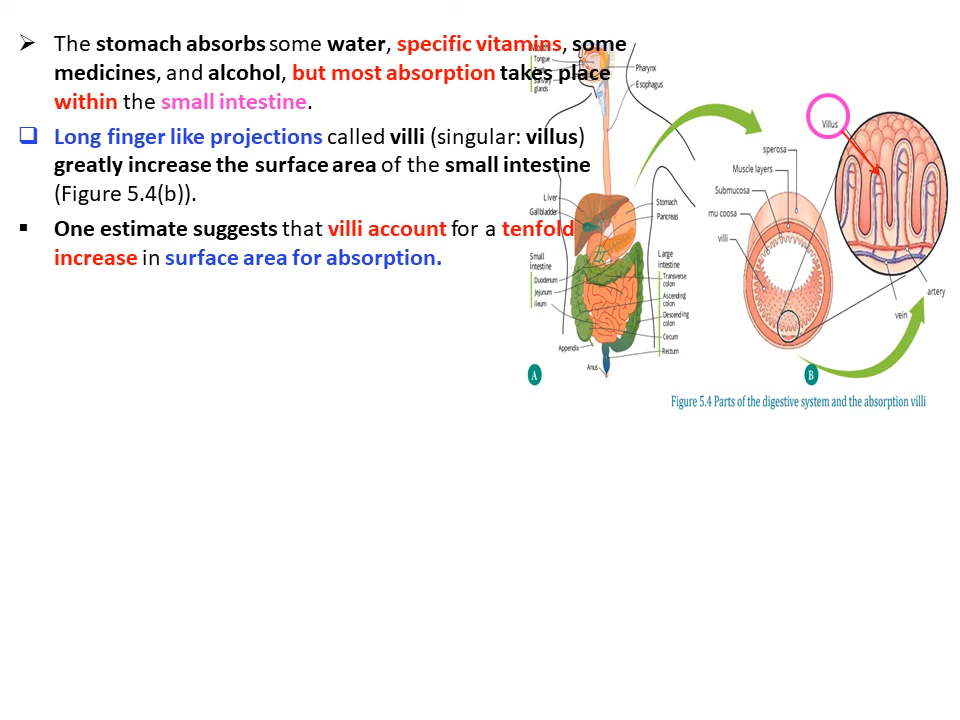 The stomach absorbs some water, specific vitamins, some
medicines, and alcohol, but most absorption takes place
within the small intestine.
Long finger like projections called villi (singular: villus)
greatly increase the surface area of the small intestine
(Figure 5.4(b)).
One estimate suggests that villi account for a tenfold
increase in surface area for absorption.
Tongue
glands
Pharynx
Esophagus
Liver
Gallbladder
Small
intestine
Duodenum
Jejunum
ileum
Appendix
Anus
Stomach
Pancreas
Large
intestine
Transverse
colon
Ascending
colon
Descending
colon
Cecum
Rectum
A
Villus
sperosa
Muscle layers
Submucosa
mu coosa
villi
artery
vein
B
Figure 5.4 Parts of the digestive system and the absorption villi